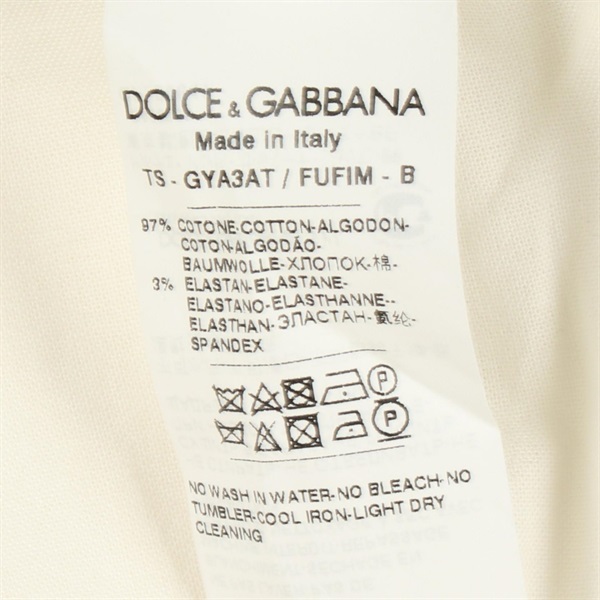 DOLCE & GABBANA
Made in Italy
TS - GYA3AT / FUFIM - B
97% COTONE-COTTON-ALGODON-
COTON-ALGODÃO-
BAUMWOLLE-ХЛОПОК-棉-
3% ELASTAN-ELASTANE-
ELASTANO-ELASTHANNE--
ELASTHAN-ЭЛАСТАН-氨纶-
SPANDEX
P
P
NO WASH IN WATER-NO BLEACH-NO
TUMBLER-COOL IRON-LIGHT DRY
CLEANING